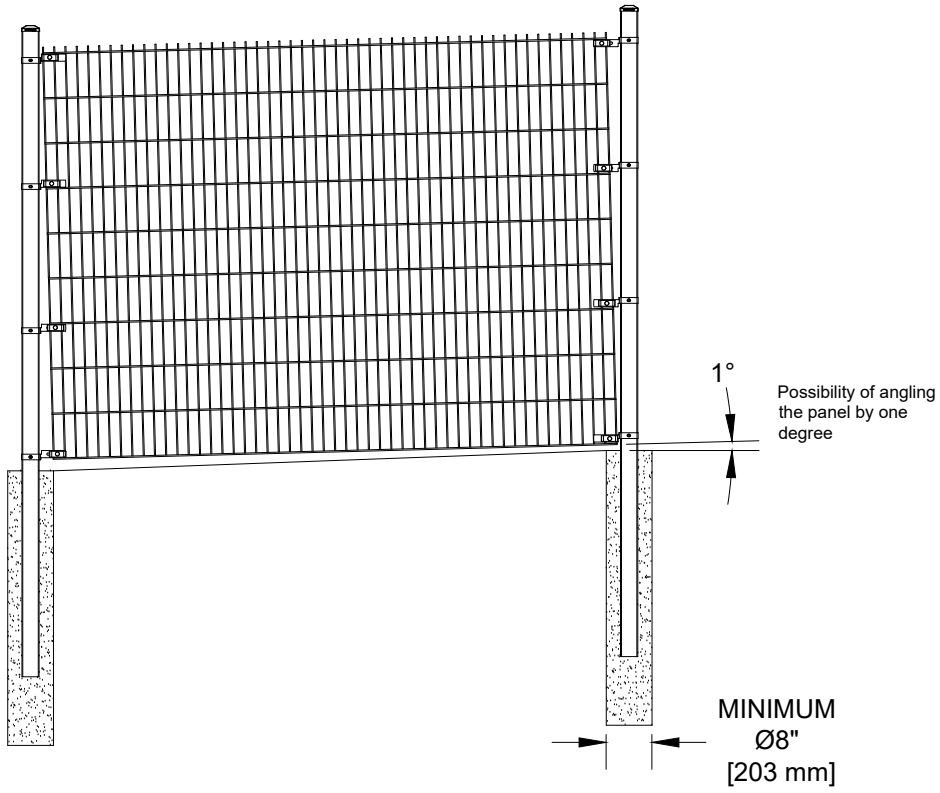 1°
Possibility of angling
the panel by one
degree
MINIMUM
Ø8"
[203 mm]